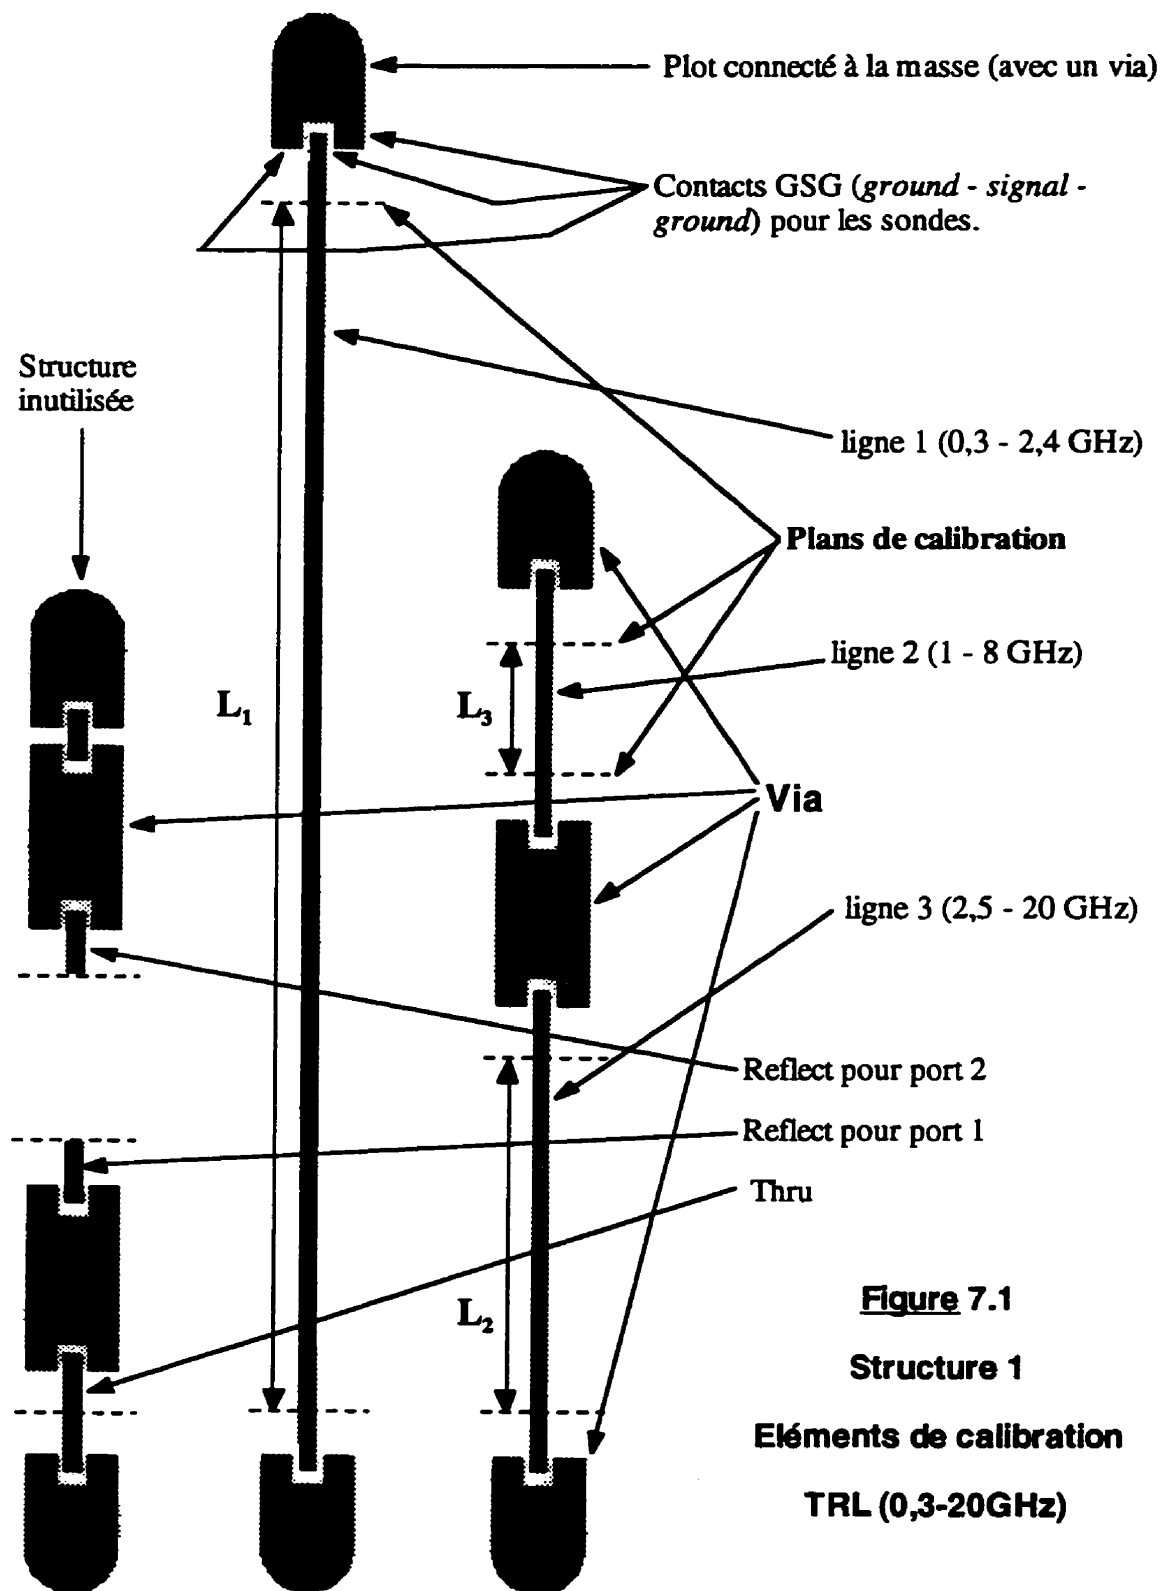 Plot connecté à la masse (avec un via)
Contacts GSG (ground - signal -
ground) pour les sondes.
Structure
inutilisée
ligne 1 (0,3 - 2,4 GHz)
Plans de calibration
ligne 2 (1 - 8 GHz)
L1
L3
Via
ligne 3 (2,5 - 20 GHz)
Reflect pour port 2
Reflect pour port 1
Thru
L2
Figure 7.1
Structure 1
Eléments de calibration
TRL (0,3-20GHz)